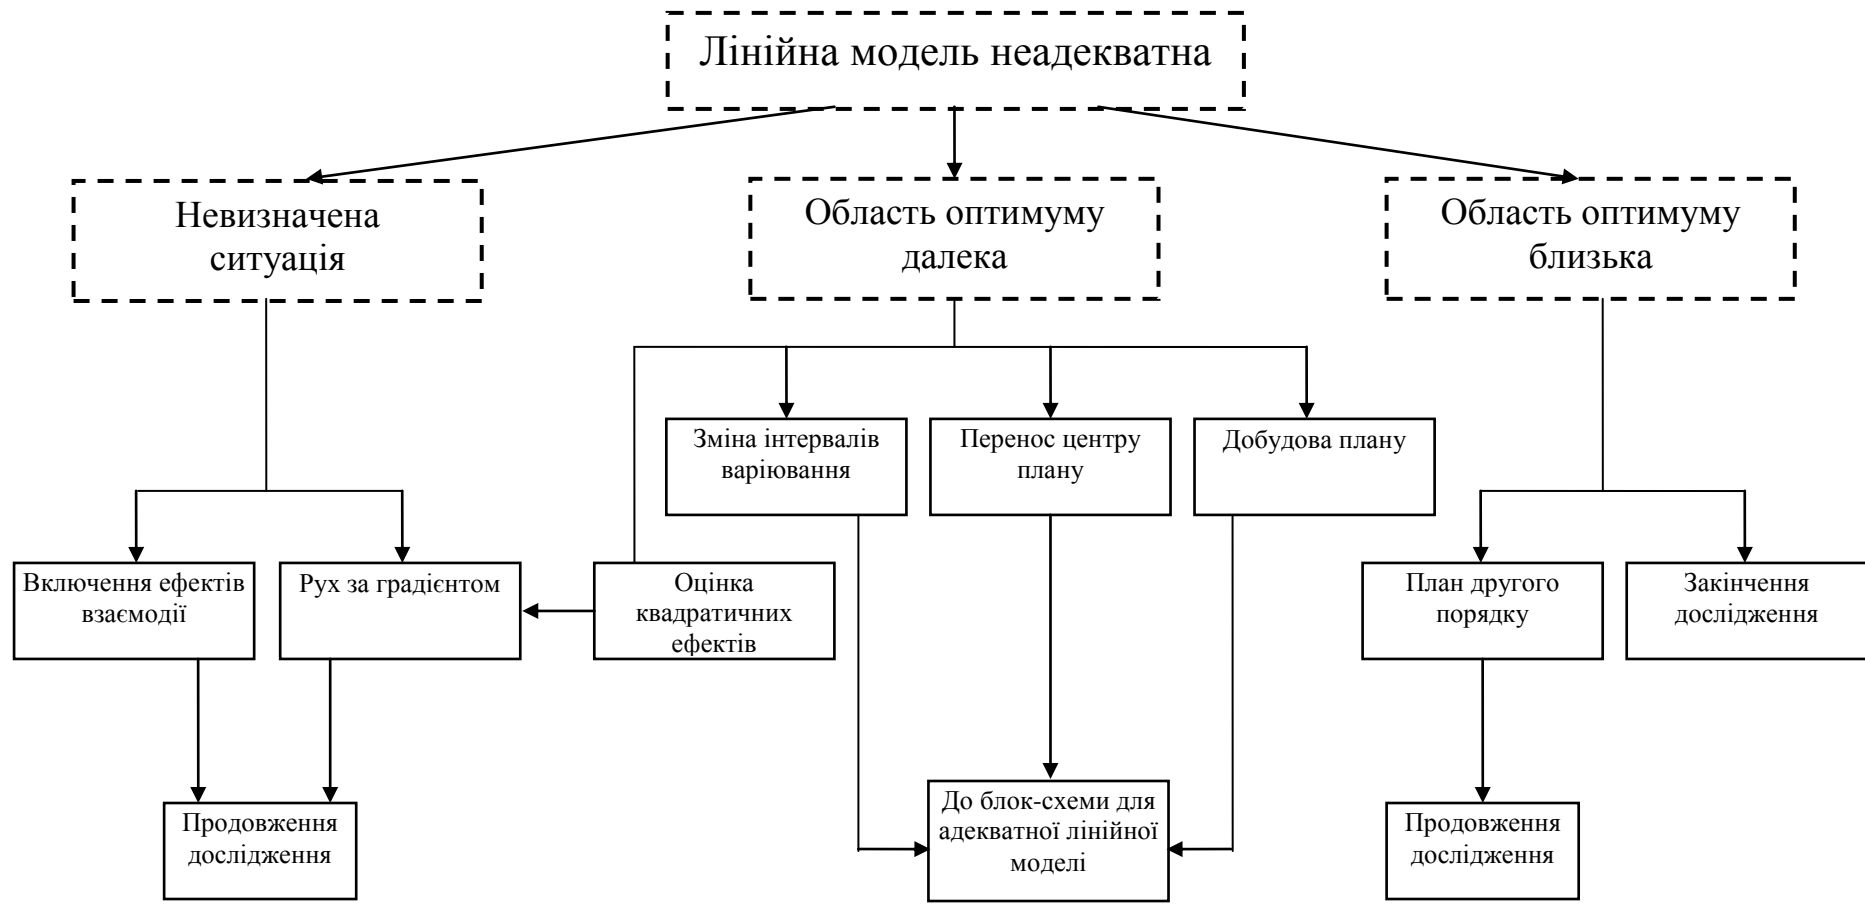 Лінійна модель неадекватна
Невизначена
ситуація
Область оптимуму
далека
Область оптимуму
близька
Зміна інтервалів
варіювання
Перенос центру
плану
Добудова плану
Включення ефектів
взаємодії
Рух за градієнтом
Оцінка
квадратичних
ефектів
План другого
порядку
Закінчення
дослідження
Продовження
дослідження
До блок-схеми для
адекватної лінійної
моделі
Продовження
дослідження